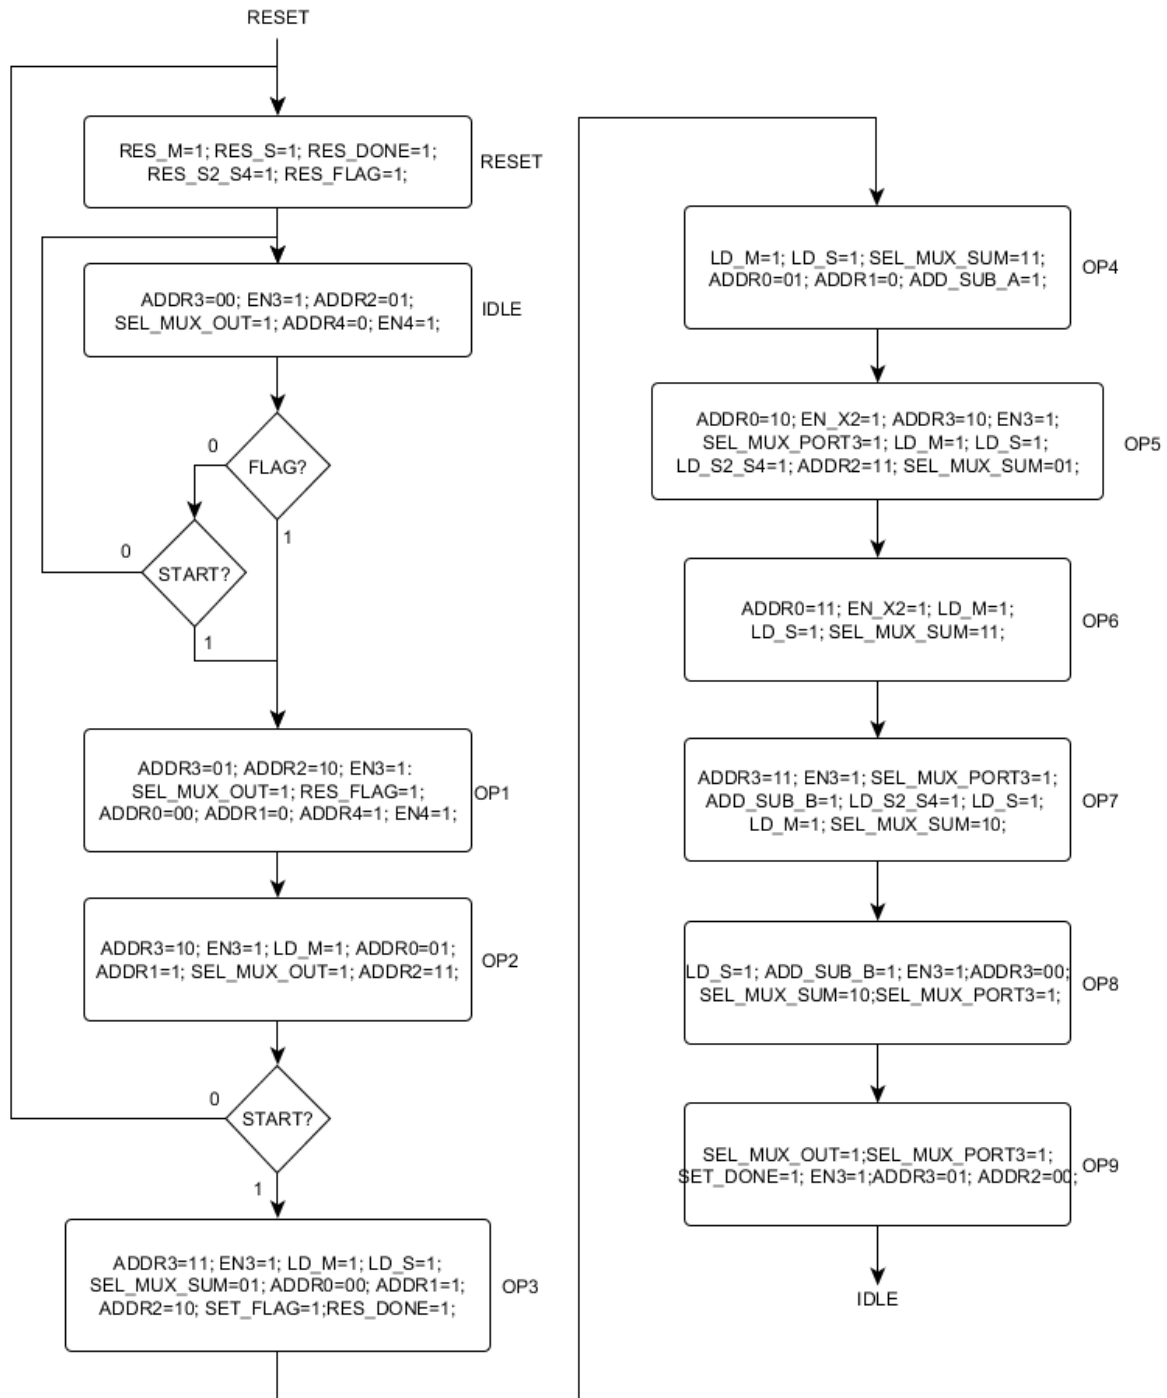 RESET
RES_M=1; RES_S=1; RES_DONE=1;
RES_S2_S4=1; RES_FLAG=1;
RESET
ADDR3=00; EN3=1; ADDR2=01;
SEL_MUX_OUT=1; ADDR4=0; EN4=1;
IDLE
0
FLAG?
1
0
START?
1
ADDR3=01; ADDR2=10; EN3=1:
SEL_MUX_OUT=1; RES_FLAG=1;
ADDR0=00; ADDR1=0; ADDR4=1; EN4=1;
OP1
ADDR3=10; EN3=1; LD_M=1; ADDR0=01;
ADDR1=1; SEL_MUX_OUT=1; ADDR2=11;
OP2
0
START?
1
ADDR3=11; EN3=1; LD_M=1; LD_S=1;
SEL_MUX_SUM=01; ADDR0=00; ADDR1=1;
ADDR2=10; SET_FLAG=1;RES_DONE=1;
OP3
LD_M=1; LD_S=1; SEL_MUX_SUM=11;
ADDR0=01; ADDR1=0; ADD_SUB_A=1;
OP4
ADDR0=10; EN_X2=1; ADDR3=10; EN3=1;
SEL_MUX_PORT3=1; LD_M=1; LD_S=1;
LD_S2_S4=1; ADDR2=11; SEL_MUX_SUM=01;
OP5
ADDR0=11; EN_X2=1; LD_M=1;
LD_S=1; SEL_MUX_SUM=11;
OP6
ADDR3=11; EN3=1; SEL_MUX_PORT3=1;
ADD_SUB_B=1; LD_S2_S4=1; LD_S=1;
LD_M=1; SEL_MUX_SUM=10;
OP7
LD_S=1; ADD_SUB_B=1; EN3=1;ADDR3=00;
SEL_MUX_SUM=10;SEL_MUX_PORT3=1;
OP8
SEL_MUX_OUT=1;SEL_MUX_PORT3=1;
SET_DONE=1; EN3=1;ADDR3=01; ADDR2=00;
OP9
IDLE